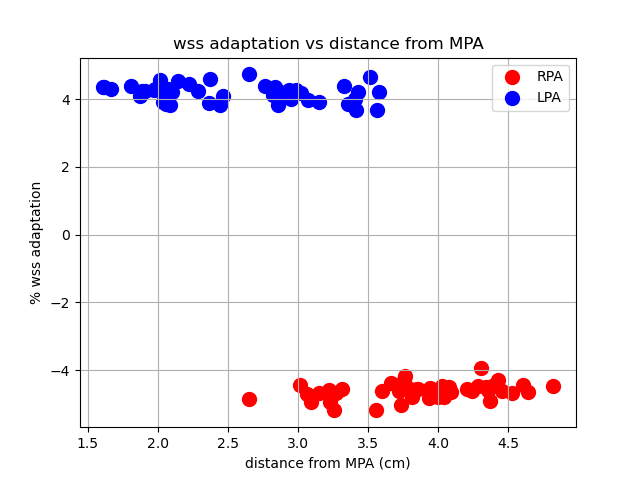 wss adaptation vs distance from MPA
RPA
LPA
4
2
0
−2
−4
% wss adaptation
1.5 2.0 2.5 3.0 3.5 4.0 4.5
distance from MPA (cm)